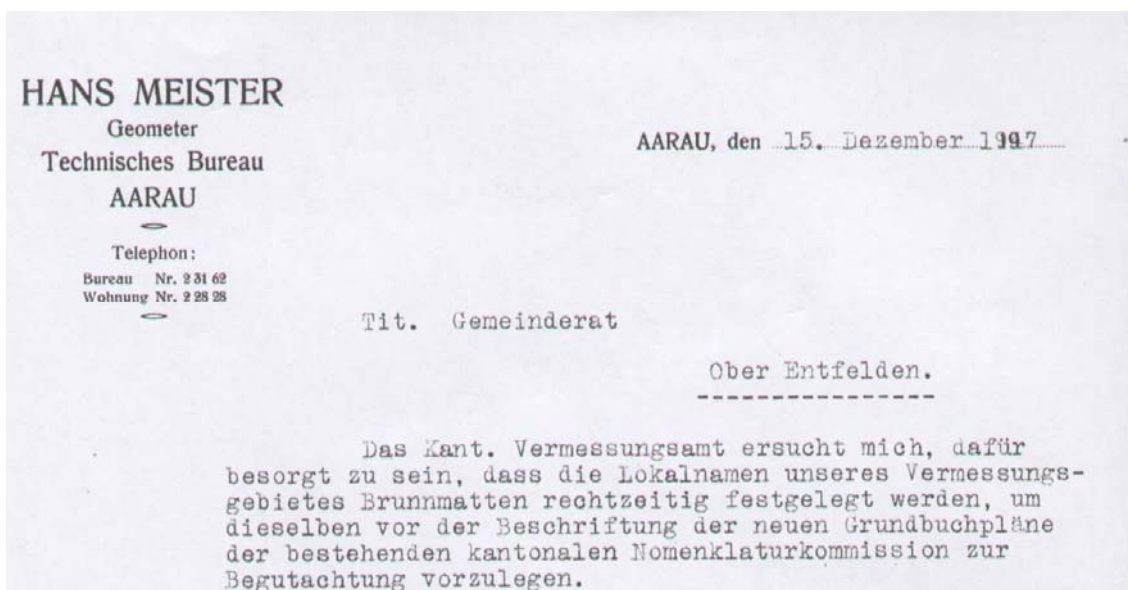 HANS MEISTER
Geometer
Technisches Bureau
AARAU
Telephon:
Bureau Nr. 2 31 62
Wohnung Nr. 2 28 28
AARAU, den 15. Dezember
Tit. Gemeinderat
Ober Entfelden.
Das Kant. Vermessungsamt ersucht mich, dafür
besorgt zu sein, dass die Lokalnamen unseres Vermessungs-
gebietes Brunnmatten rechtzeitig festgelegt werden, um
dieselben vor der Beschriftung der neuen Grundbuchpläne
der bestehenden kantonalen Nomenklaturkommission zur
Begutachtung vorzulegen.